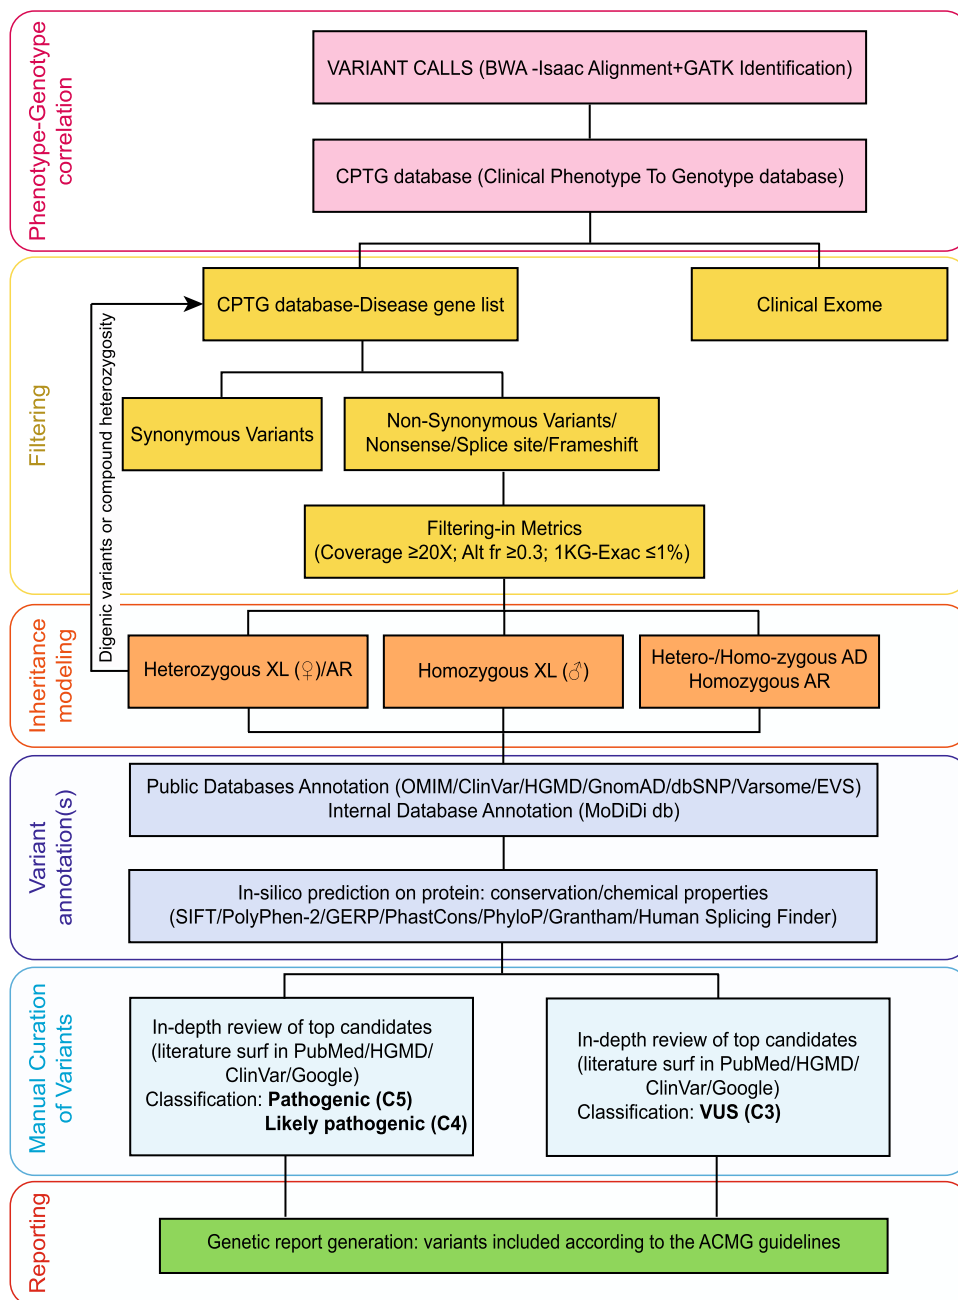 Phenotype-Genotype
correlation
VARIANT CALLS (BWA -Isaac Alignment+GATK Identification)
CPTG database (Clinical Phenotype To Genotype database)
Filtering
CPTG database-Disease gene list
Clinical Exome
Digenic variants or compound heterozygosity
Synonymous Variants
Non-Synonymous Variants/
Nonsense/Splice site/Frameshift
Filtering-in Metrics
(Coverage ≥20X; Alt fr ≥0.3; 1KG-Exac ≤1%)
Inheritance
modeling
Heterozygous XL (♀)/AR
Homozygous XL (♂)
Hetero-/Homo-zygous AD
Homozygous AR
Variant
annotation(s)
Public Databases Annotation (OMIM/ClinVar/HGMD/GnomAD/dbSNP/Varsome/EVS)
Internal Database Annotation (MoDiDi db)
In-silico prediction on protein: conservation/chemical properties
(SIFT/PolyPhen-2/GERP/PhastCons/PhyloP/Grantham/Human Splicing Finder)
Manual Curation
of Variants
In-depth review of top candidates
(literature surf in PubMed/HGMD/
ClinVar/Google)
Classification: Pathogenic (C5)
Likely pathogenic (C4)
In-depth review of top candidates
(literature surf in PubMed/HGMD/
ClinVar/Google)
Classification: VUS (C3)
Reporting
Genetic report generation: variants included according to the ACMG guidelines